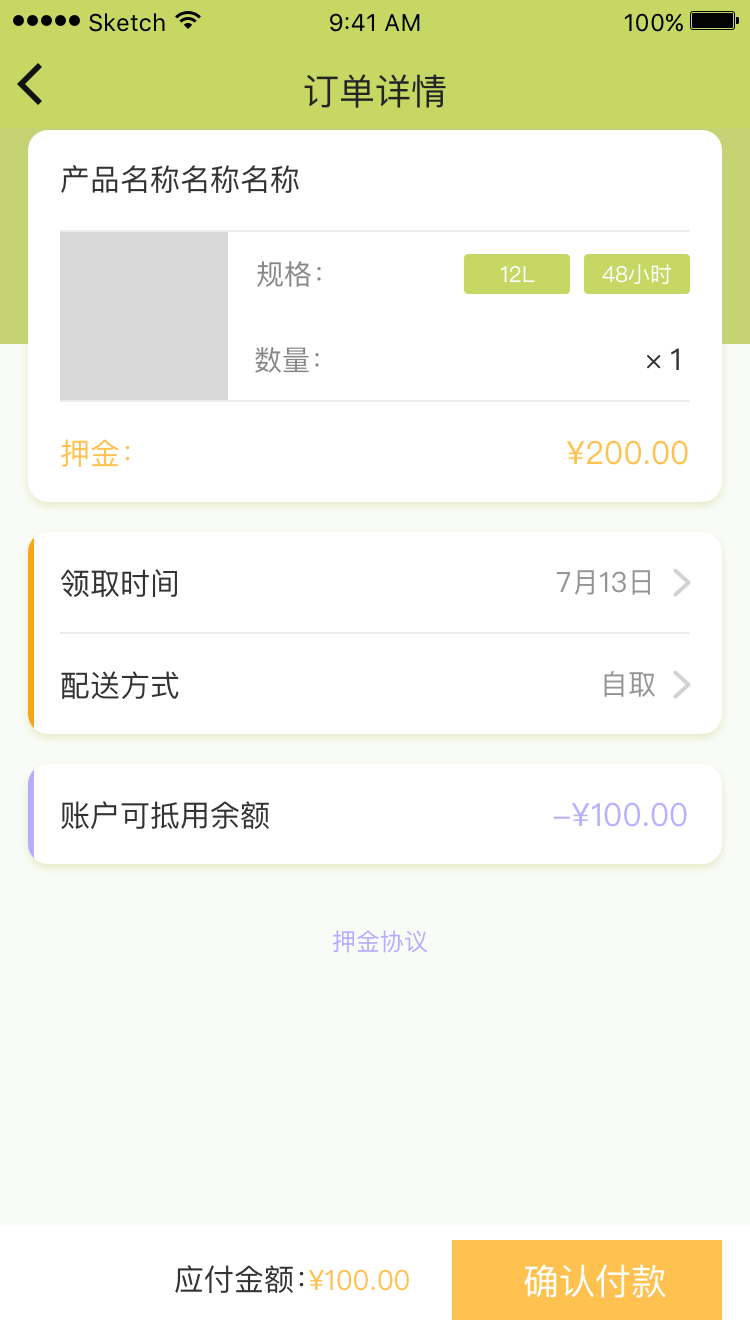 Sketch 9:41 AM 100%
订单详情
产品名称名称名称
规格: 12L 48小时
数量: ×1
押金: ¥200.00
领取时间 7月13日
配送方式 自取
账户可抵用余额 –¥100.00
押金协议
应付金额:¥100.00 确认付款